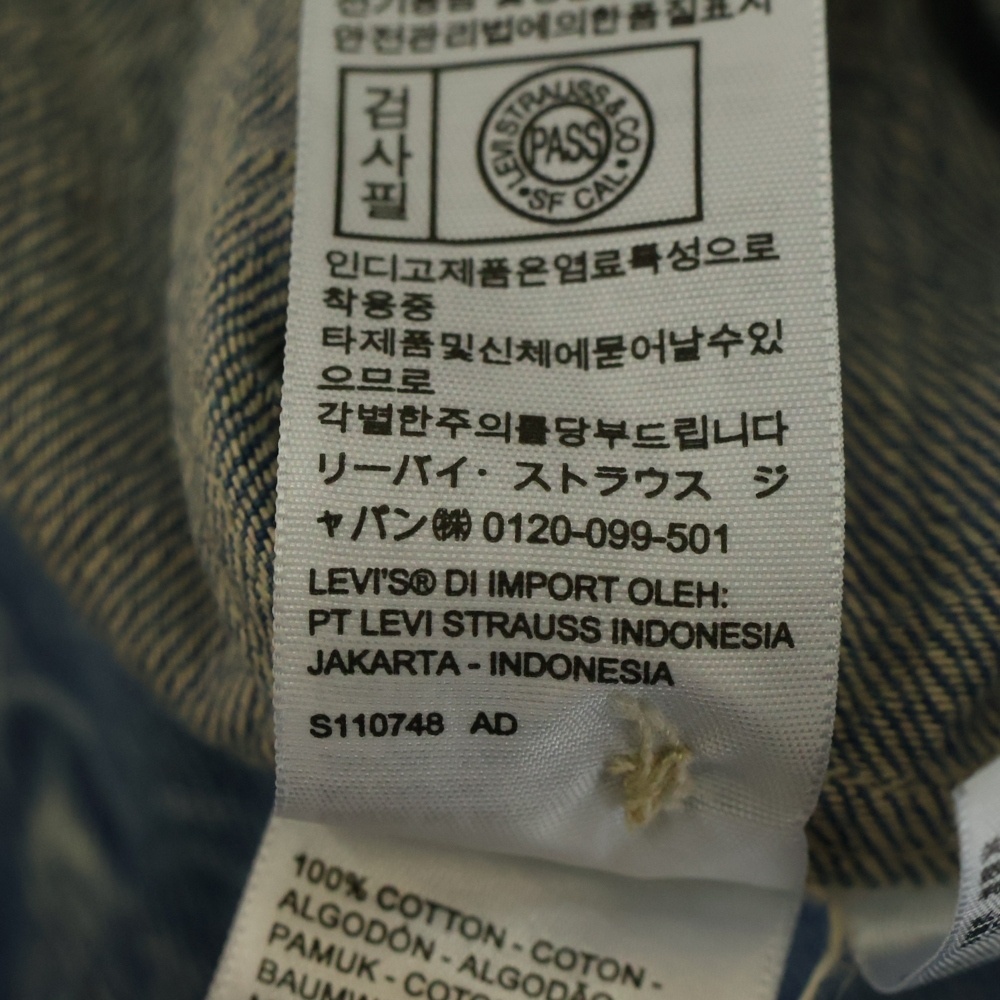 안전관리법에의한품질표시
검
사
필
LEVI STRAUSS & CO
PASS
• SF CAL •
인디고제품은염료특성으로
착용중
타제품및신체에묻어날수있
으므로
각별한주의를당부드립니다
リーバイ・ストラウス ジ
ャパン㈱ 0120-099-501
LEVI'S® DI IMPORT OLEH:
PT LEVI STRAUSS INDONESIA
JAKARTA - INDONESIA
S110748 AD
100% COTTON - COTON -
ALGODÓN - ALGODÃO
PAMUK -